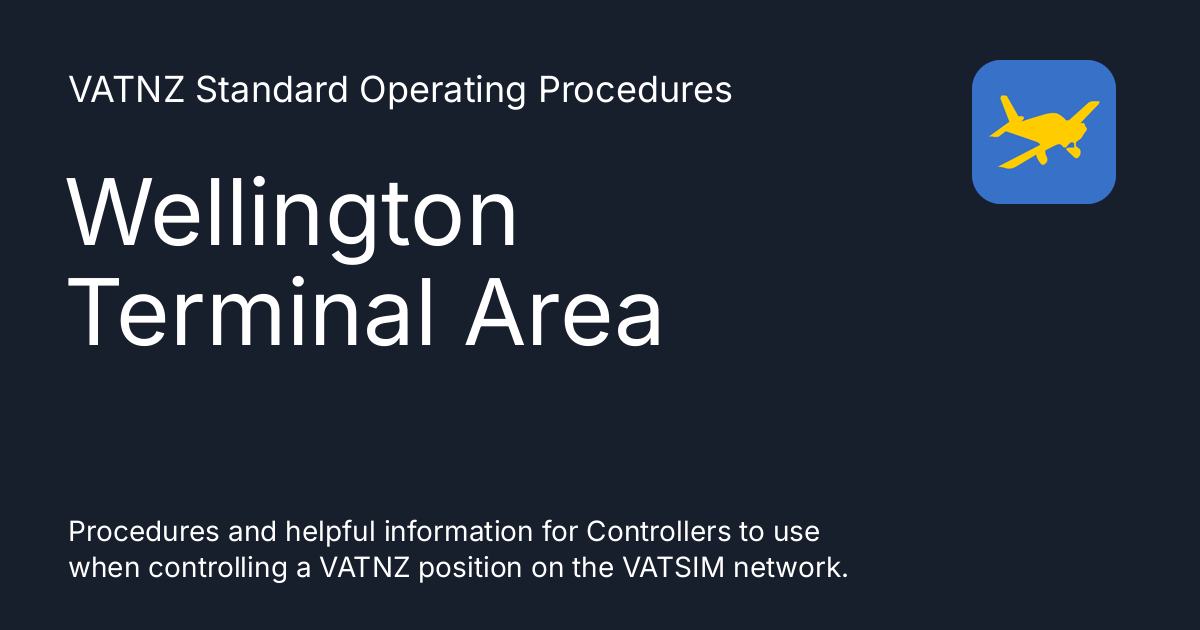 VATNZ Standard Operating Procedures
Wellington
Terminal Area
Procedures and helpful information for Controllers to use
when controlling a VATNZ position on the VATSIM network.